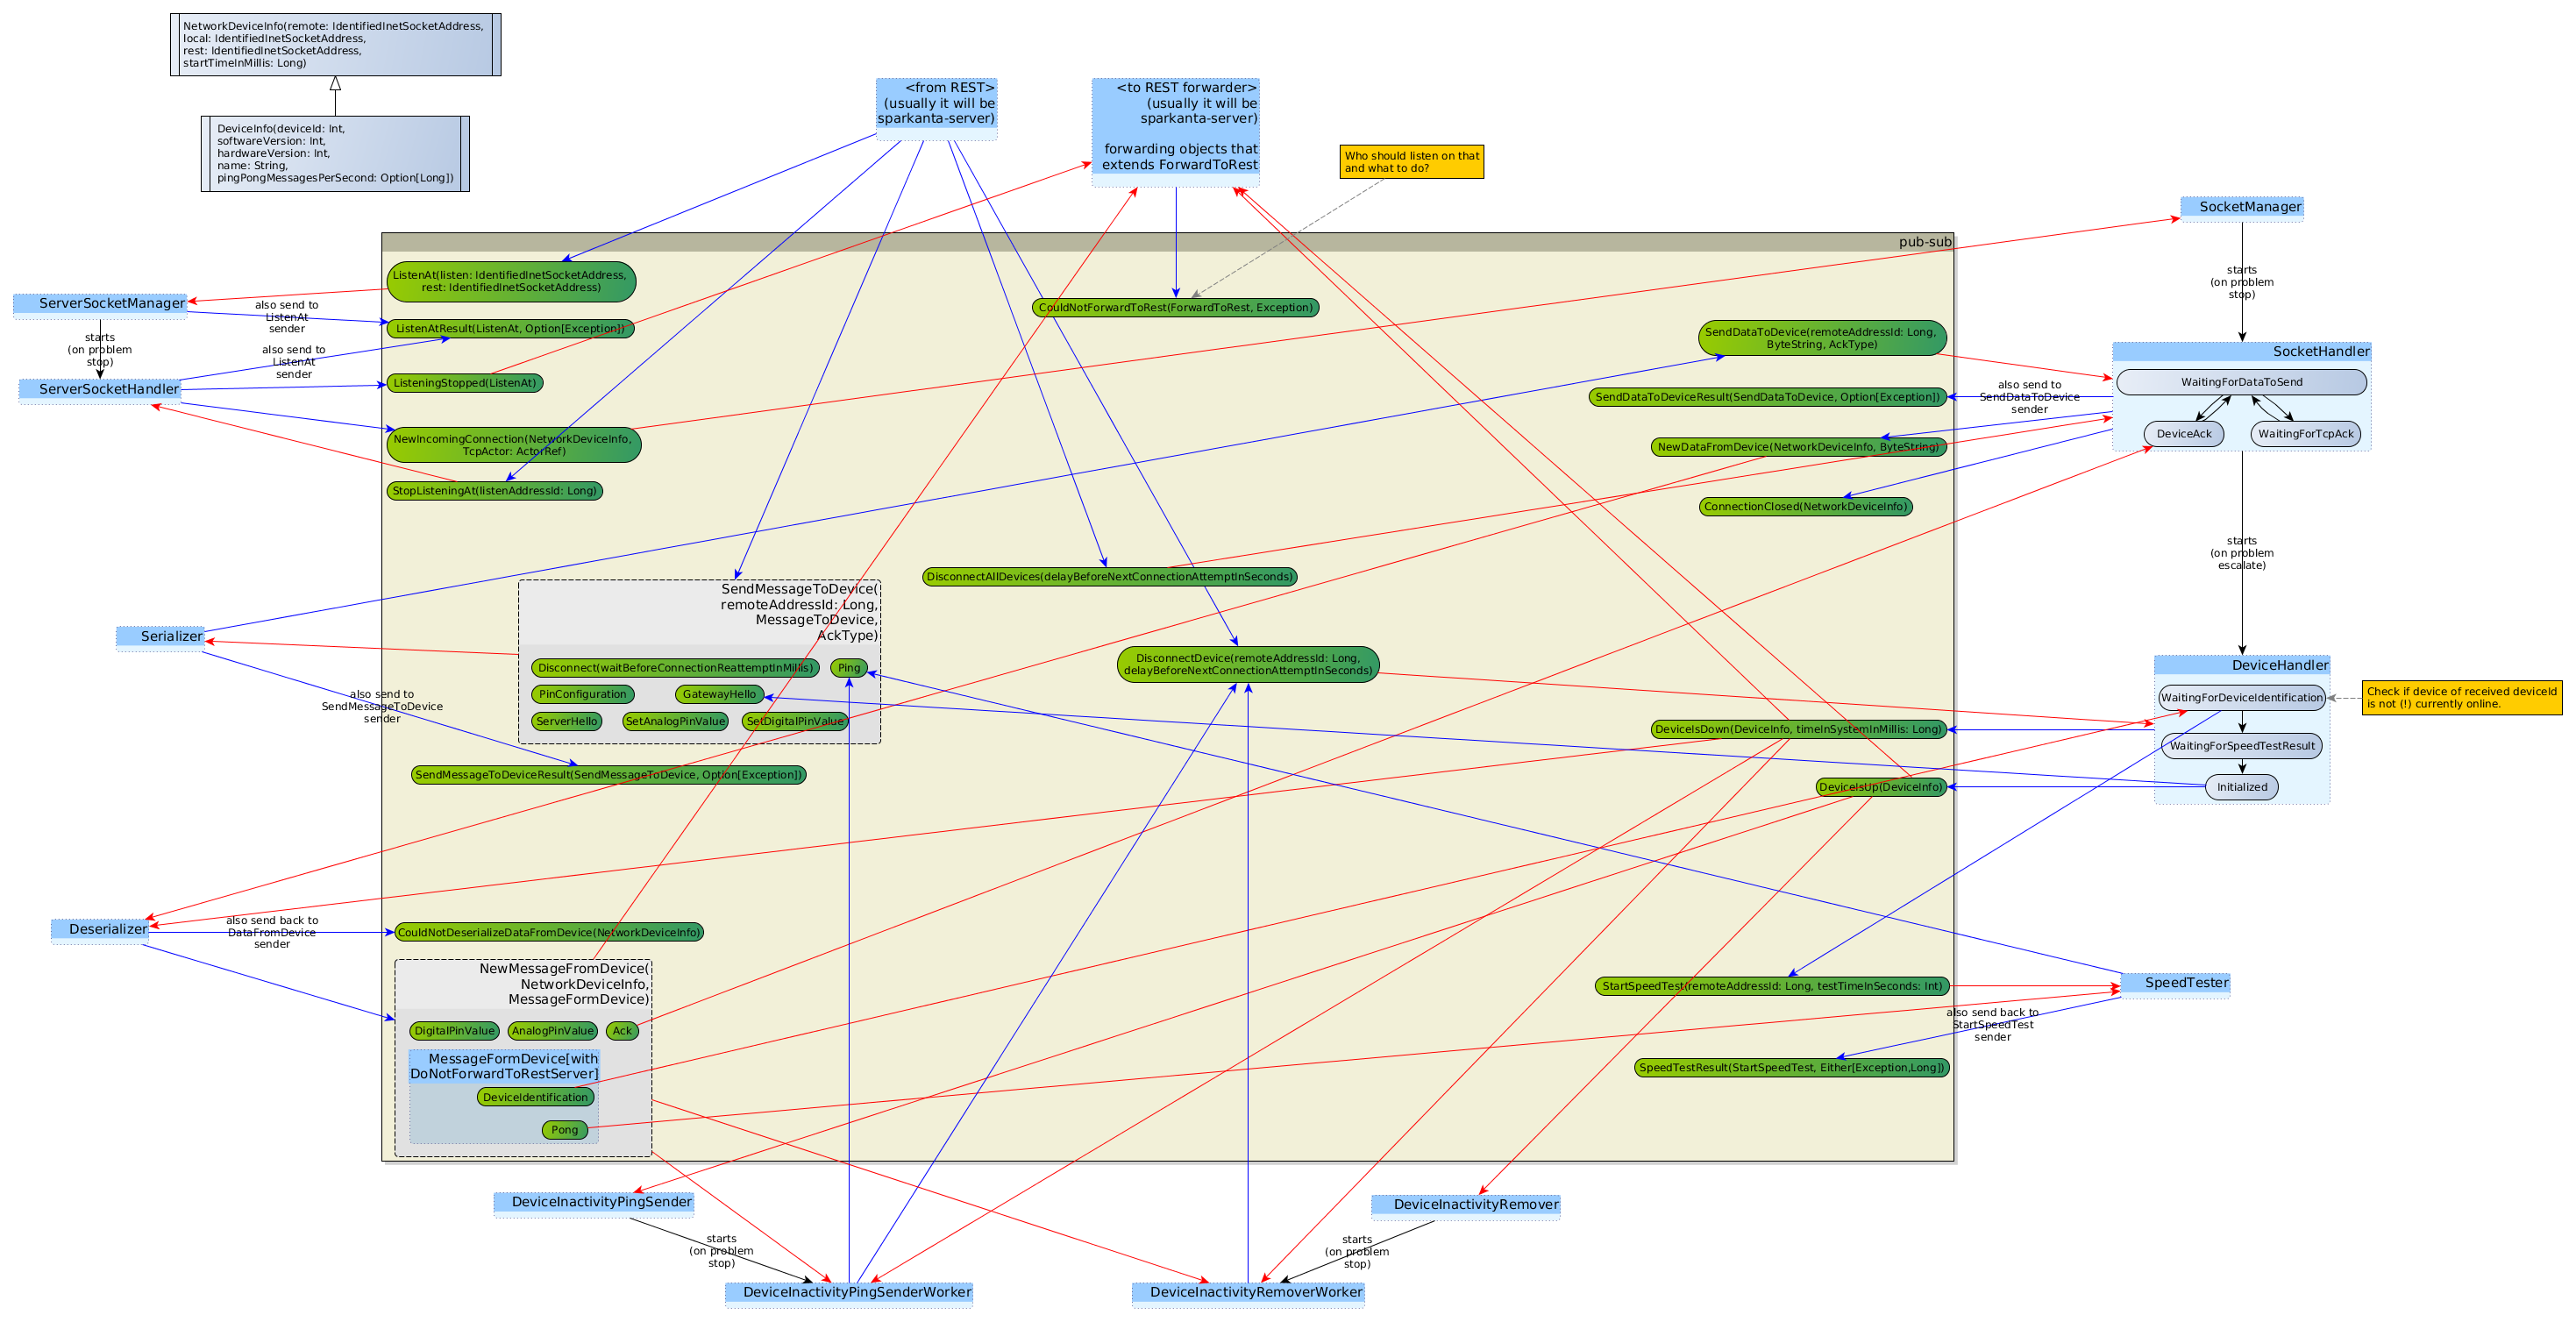 NetworkDeviceInfo(remote: IdentifiedInetSocketAddress,
local: IdentifiedInetSocketAddress,
rest: IdentifiedInetSocketAddress,
startTimeInMillis: Long)
DeviceInfo(deviceId: Int,
softwareVersion: Int,
hardwareVersion: Int,
name: String,
pingPongMessagesPerSecond: Option[Long])
<from REST>
(usually it will be
sparkanta-server)
<to REST forwarder>
(usually it will be
sparkanta-server)
forwarding objects that
extends ForwardToRest
Who should listen on that
and what to do?
SocketManager
starts
(on problem
stop)
pub-sub
ListenAt(listen: IdentifiedInetSocketAddress,
rest: IdentifiedInetSocketAddress)
ServerSocketManager
also send to
ListenAt
sender
ListenAtResult(ListenAt, Option[Exception])
starts
(on problem
stop)
also send to
ListenAt
sender
ServerSocketHandler
ListeningStopped(ListenAt)
NewIncomingConnection(NetworkDeviceInfo,
TcpActor: ActorRef)
StopListeningAt(listenAddressId: Long)
CouldNotForwardToRest(ForwardToRest, Exception)
SendDataToDevice(remoteAddressId: Long,
ByteString, AckType)
SendDataToDeviceResult(SendDataToDevice, Option[Exception])
also send to
SendDataToDevice
sender
NewDataFromDevice(NetworkDeviceInfo, ByteString)
ConnectionClosed(NetworkDeviceInfo)
SocketHandler
WaitingForDataToSend
DeviceAck
WaitingForTcpAck
starts
(on problem
escalate)
DisconnectAllDevices(delayBeforeNextConnectionAttemptInSeconds)
SendMessageToDevice(
remoteAddressId: Long,
MessageToDevice,
AckType)
Disconnect(waitBeforeConnectionReattemptInMillis)
Ping
PinConfiguration
GatewayHello
ServerHello
SetAnalogPinValue
SetDigitalPinValue
Serializer
also send to
SendMessageToDevice
sender
SendMessageToDeviceResult(SendMessageToDevice, Option[Exception])
DisconnectDevice(remoteAddressId: Long,
delayBeforeNextConnectionAttemptInSeconds)
DeviceIsDown(DeviceInfo, timeInSystemInMillis: Long)
DeviceIsUp(DeviceInfo)
DeviceHandler
WaitingForDeviceIdentification
WaitingForSpeedTestResult
Initialized
Check if device of received deviceId
is not (!) currently online.
Deserializer
also send back to
DataFromDevice
sender
CouldNotDeserializeDataFromDevice(NetworkDeviceInfo)
NewMessageFromDevice(
NetworkDeviceInfo,
MessageFormDevice)
DigitalPinValue
AnalogPinValue
Ack
MessageFormDevice[with
DoNotForwardToRestServer]
DeviceIdentification
Pong
StartSpeedTest(remoteAddressId: Long, testTimeInSeconds: Int)
SpeedTester
also send back to
StartSpeedTest
sender
SpeedTestResult(StartSpeedTest, Either[Exception,Long])
DeviceInactivityPingSender
starts
(on problem
stop)
DeviceInactivityPingSenderWorker
DeviceInactivityRemover
starts
(on problem
stop)
DeviceInactivityRemoverWorker